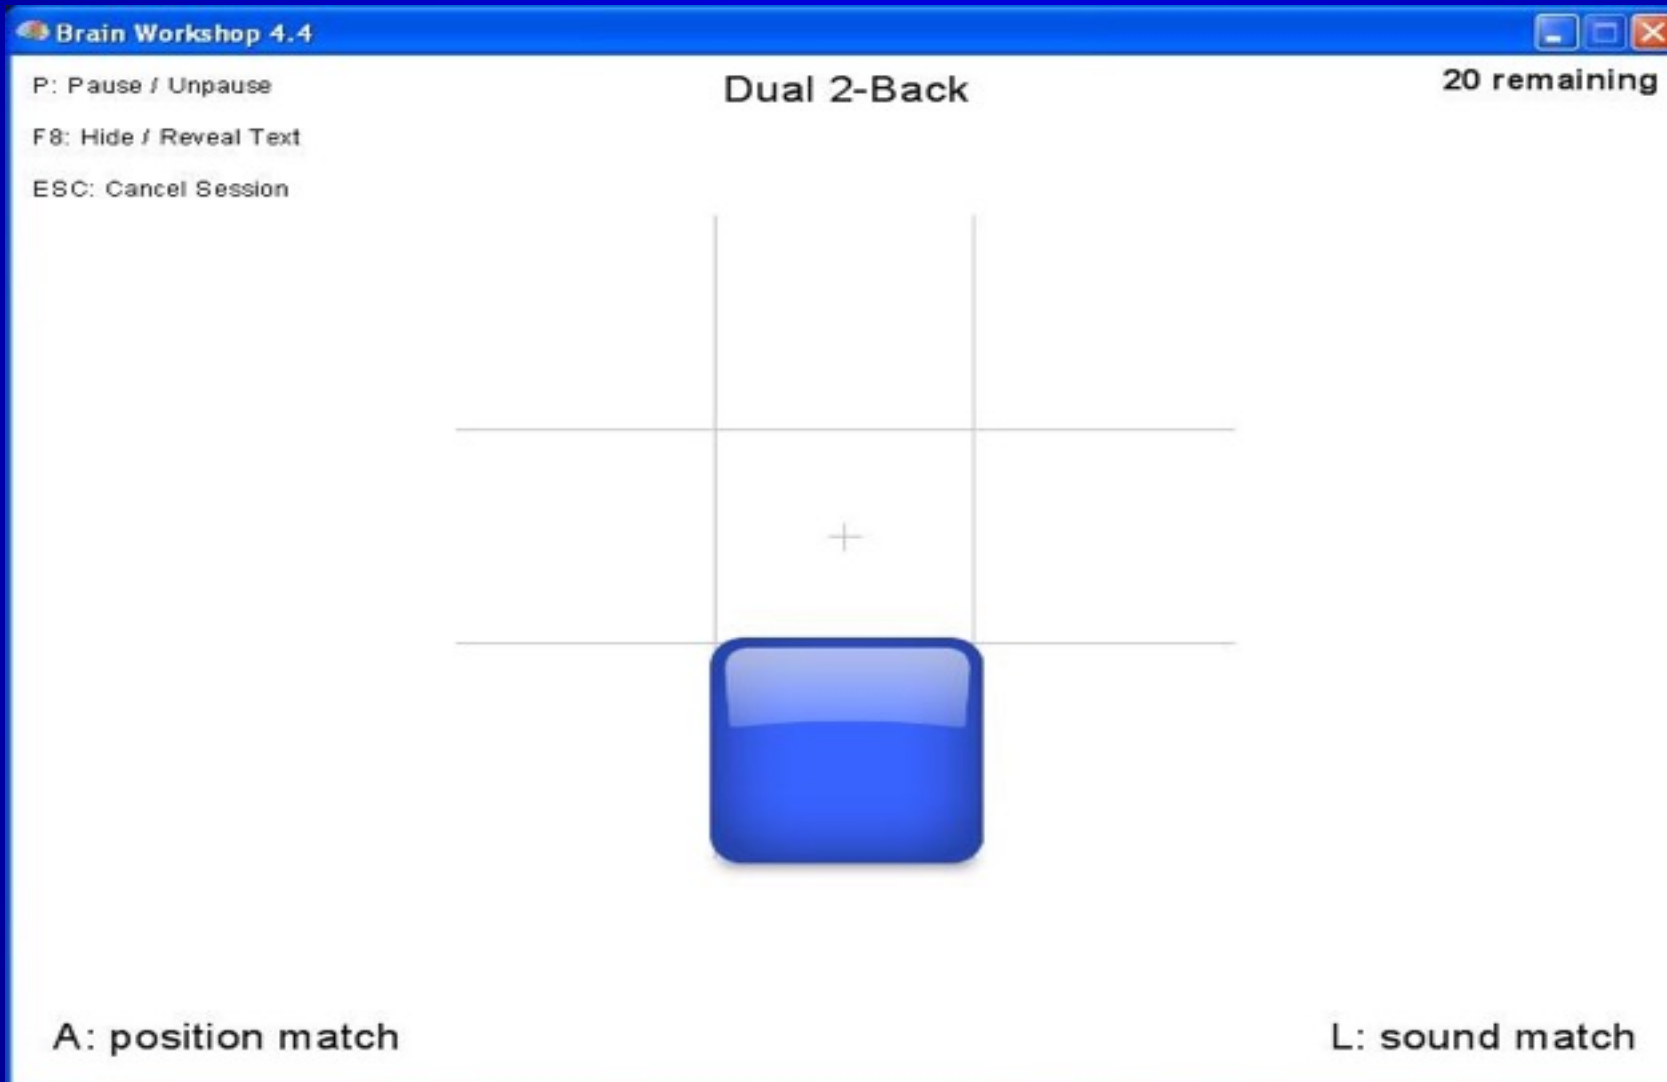 Brain Workshop 4.4
P: Pause / Unpause
Dual 2-Back
20 remaining
F8: Hide / Reveal Text
ESC: Cancel Session
A: position match
L: sound match